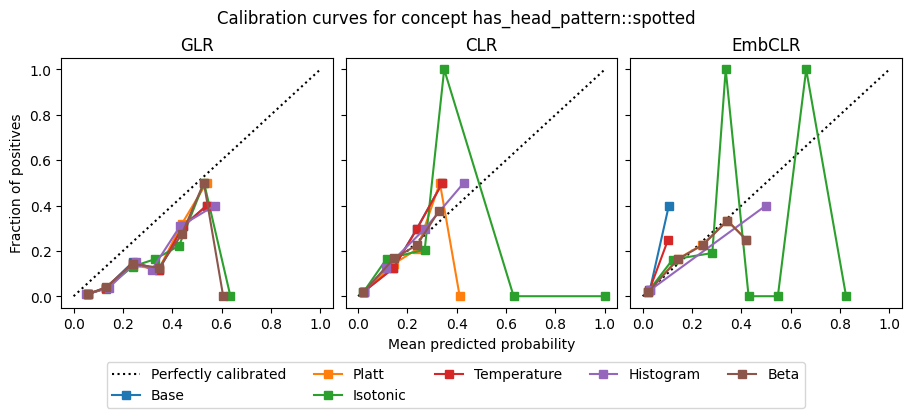 Calibration curves for concept has_head_pattern::spotted
GLR
CLR
EmbCLR
Fraction of positives
1.0
0.8
0.6
0.4
0.2
0.0
0.0 0.2 0.4 0.6 0.8 1.0
0.0 0.2 0.4 0.6 0.8 1.0
0.0 0.2 0.4 0.6 0.8 1.0
Mean predicted probability
Perfectly calibrated Platt Temperature Histogram Beta
Base Isotonic